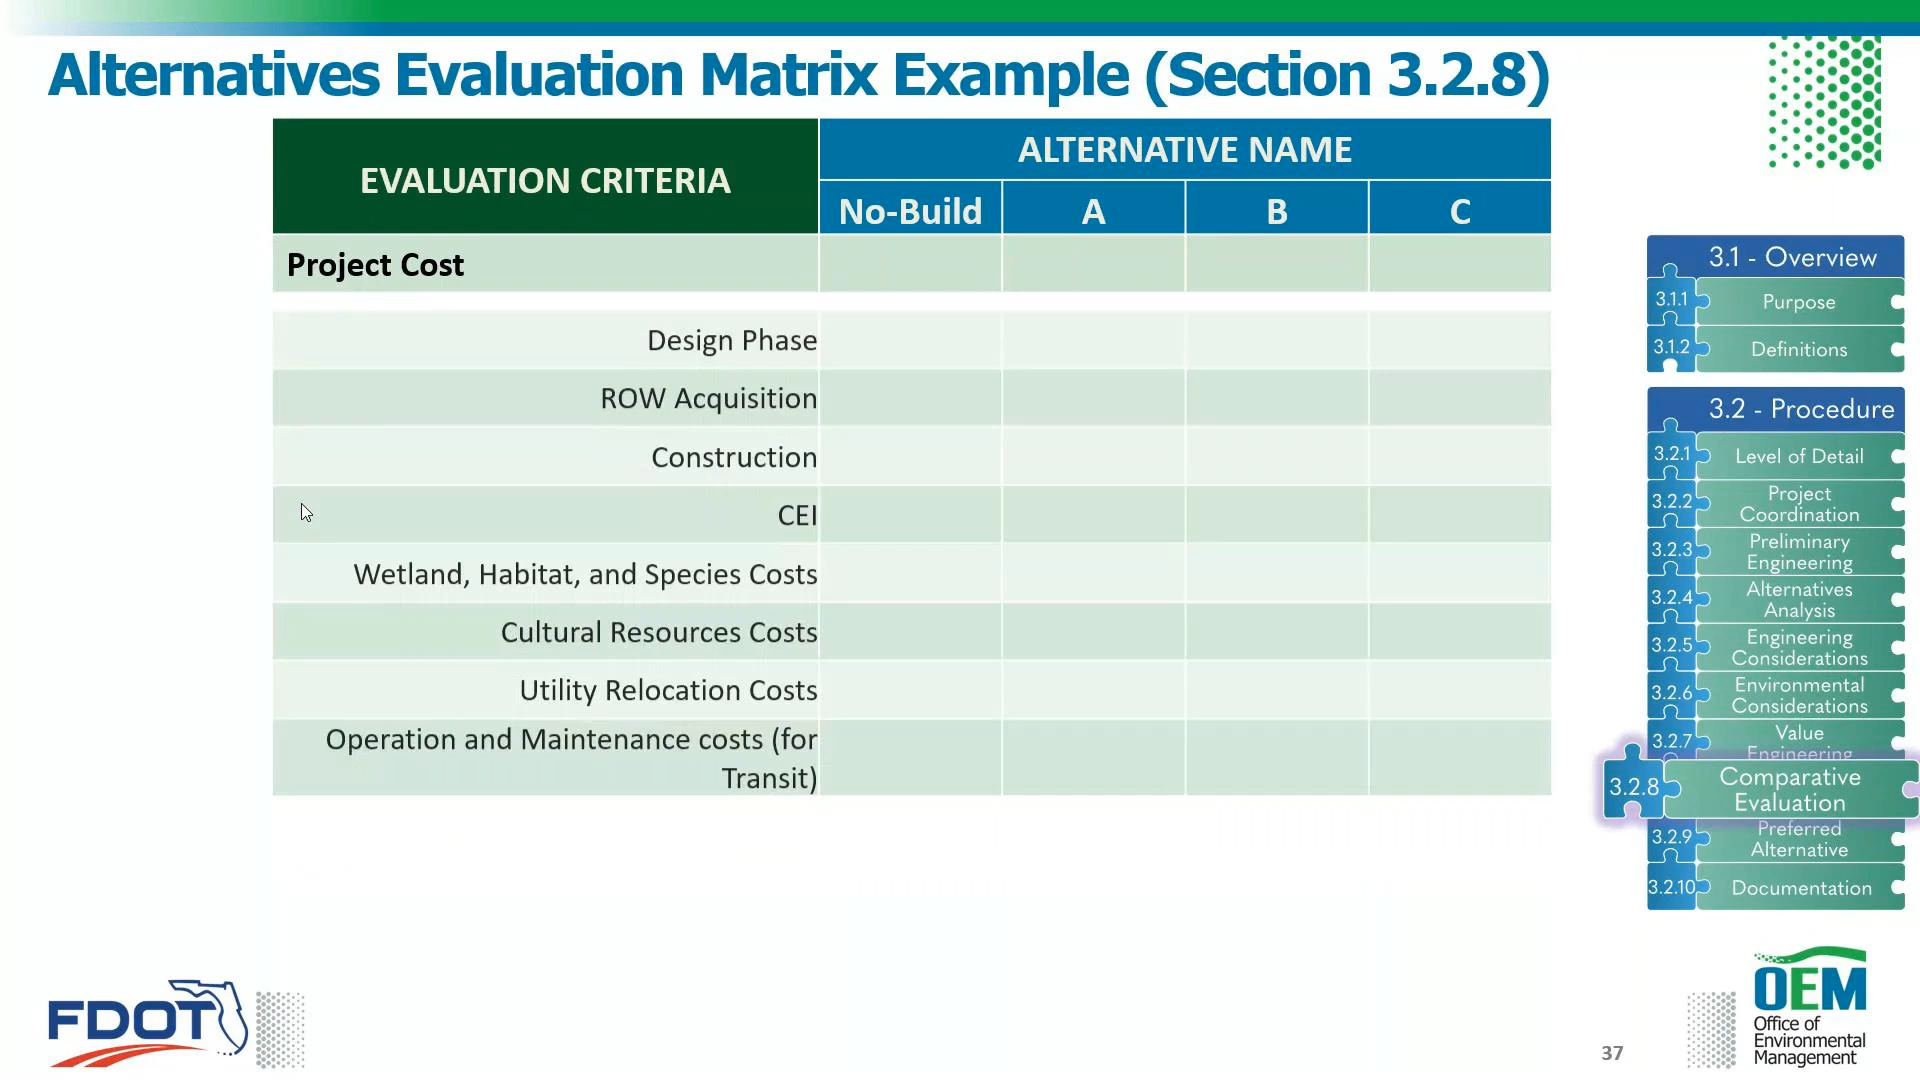 Alternatives Evaluation Matrix Example (Section 3.2.8)
EVALUATION CRITERIA
ALTERNATIVE NAME
No-Build A B C
Project Cost
Design Phase
ROW Acquisition
Construction
CEI
Wetland, Habitat, and Species Costs
Cultural Resources Costs
Utility Relocation Costs
Operation and Maintenance costs (for
Transit)
3.1 - Overview
3.1.1 Purpose
3.1.2 Definitions
3.2 - Procedure
3.2.1 Level of Detail
3.2.2 Project
Coordination
3.2.3 Preliminary
Engineering
3.2.4 Alternatives
Analysis
3.2.5 Engineering
Considerations
3.2.6 Environmental
Considerations
3.2.7 Value
Engineering
3.2.8 Comparative
Evaluation
3.2.9 Preferred
Alternative
3.2.10 Documentation
FDOT
37
OEM
Office of
Environmental
Management